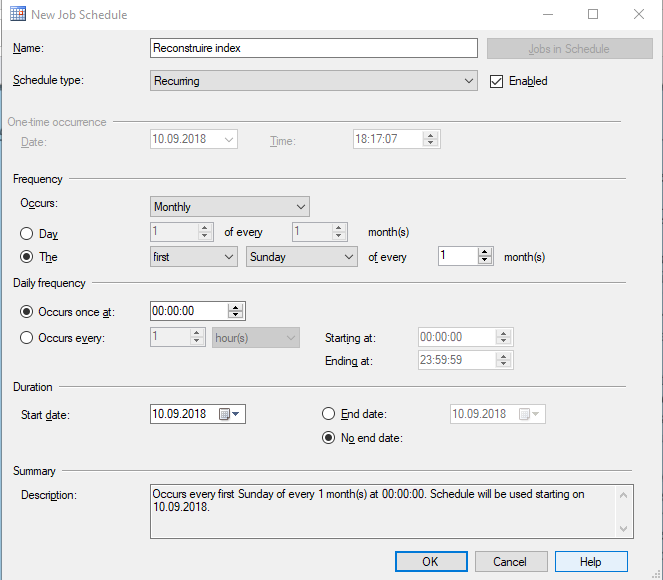 New Job Schedule
Name: Reconstruire index Jobs in Schedule
Schedule type: Recurring Enabled
One-time occurrence
Date: 10.09.2018 Time: 18:17:07
Frequency
Occurs: Monthly
Day 1 of every 1 month(s)
The first Sunday of every 1 month(s)
Daily frequency
Occurs once at: 00:00:00
Occurs every: 1 hour(s) Starting at: 00:00:00
Ending at: 23:59:59
Duration
Start date: 10.09.2018 End date: 10.09.2018
No end date:
Summary
Description: Occurs every first Sunday of every 1 month(s) at 00:00:00. Schedule will be used starting on
10.09.2018.
OK Cancel Help